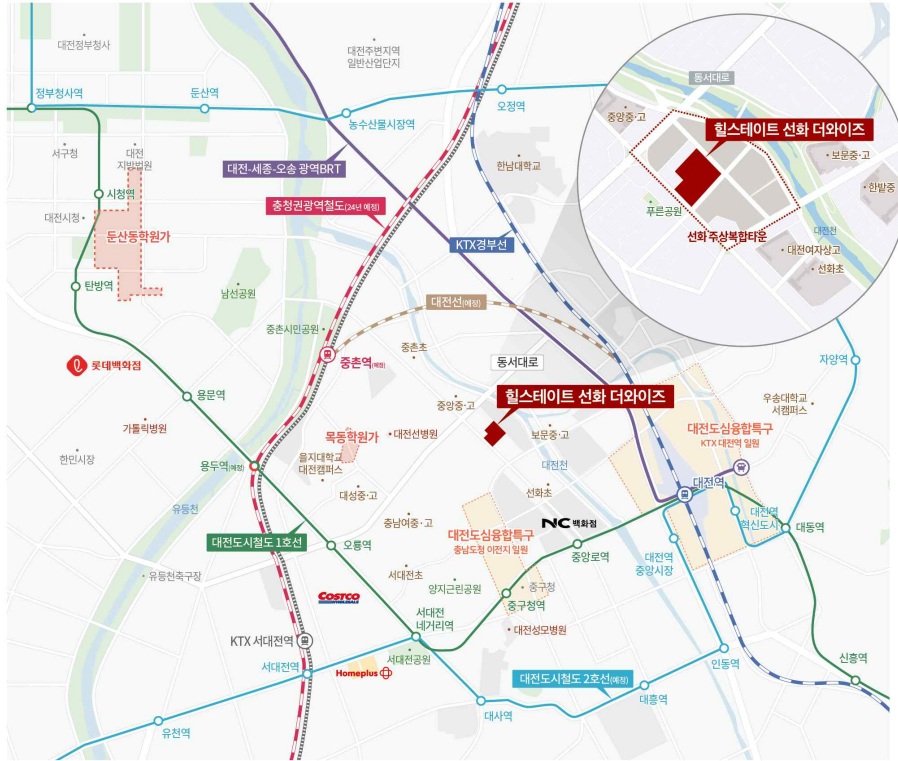 대전정부청사
정부청사역
둔산역
대전주변지역
일반산업단지
농수산물시장역
오정역
동서대로
중앙중·고
힐스테이트 선화 더와이즈
보문중·고
한밭중
푸른공원
선화 주상복합타운
대전천
대전여자상고
선화초
서구청
대전
지방법원
시청역
대전시청
둔산동학원가
탄방역
대전-세종-오송 광역BRT
충청권광역철도(24년 예정)
한남대학교
KTX경부선
남선공원
대전선(예정)
중촌시민공원
중촌역(예정)
중촌초
동서대로
자양역
롯데백화점
용문역
가톨릭병원
한민시장
중앙중·고
힐스테이트 선화 더와이즈
우송대학교
서캠퍼스
목동학원가
대전선병원
보문중·고
대전도심융합특구
KTX 대전역 일원
용두역(예정)
을지대학교
대전캠퍼스
대전천
대전역
유등천
대성중·고
선화초
충남여중·고
대전도심융합특구
충남도청 이전지 일원
NC 백화점
대전역
혁신도시
대동역
대전도시철도 1호선
오룡역
중앙로역
대전역
중앙시장
유등천축구장
서대전초
양지근린공원
중구청
COSTCO
WHOLESALE
중구청역
서대전
네거리역
대전성모병원
KTX 서대전역
서대전역
서대전공원
Homeplus
인동역
신흥역
대전도시철도 2호선(예정)
대흥역
대사역
유천역